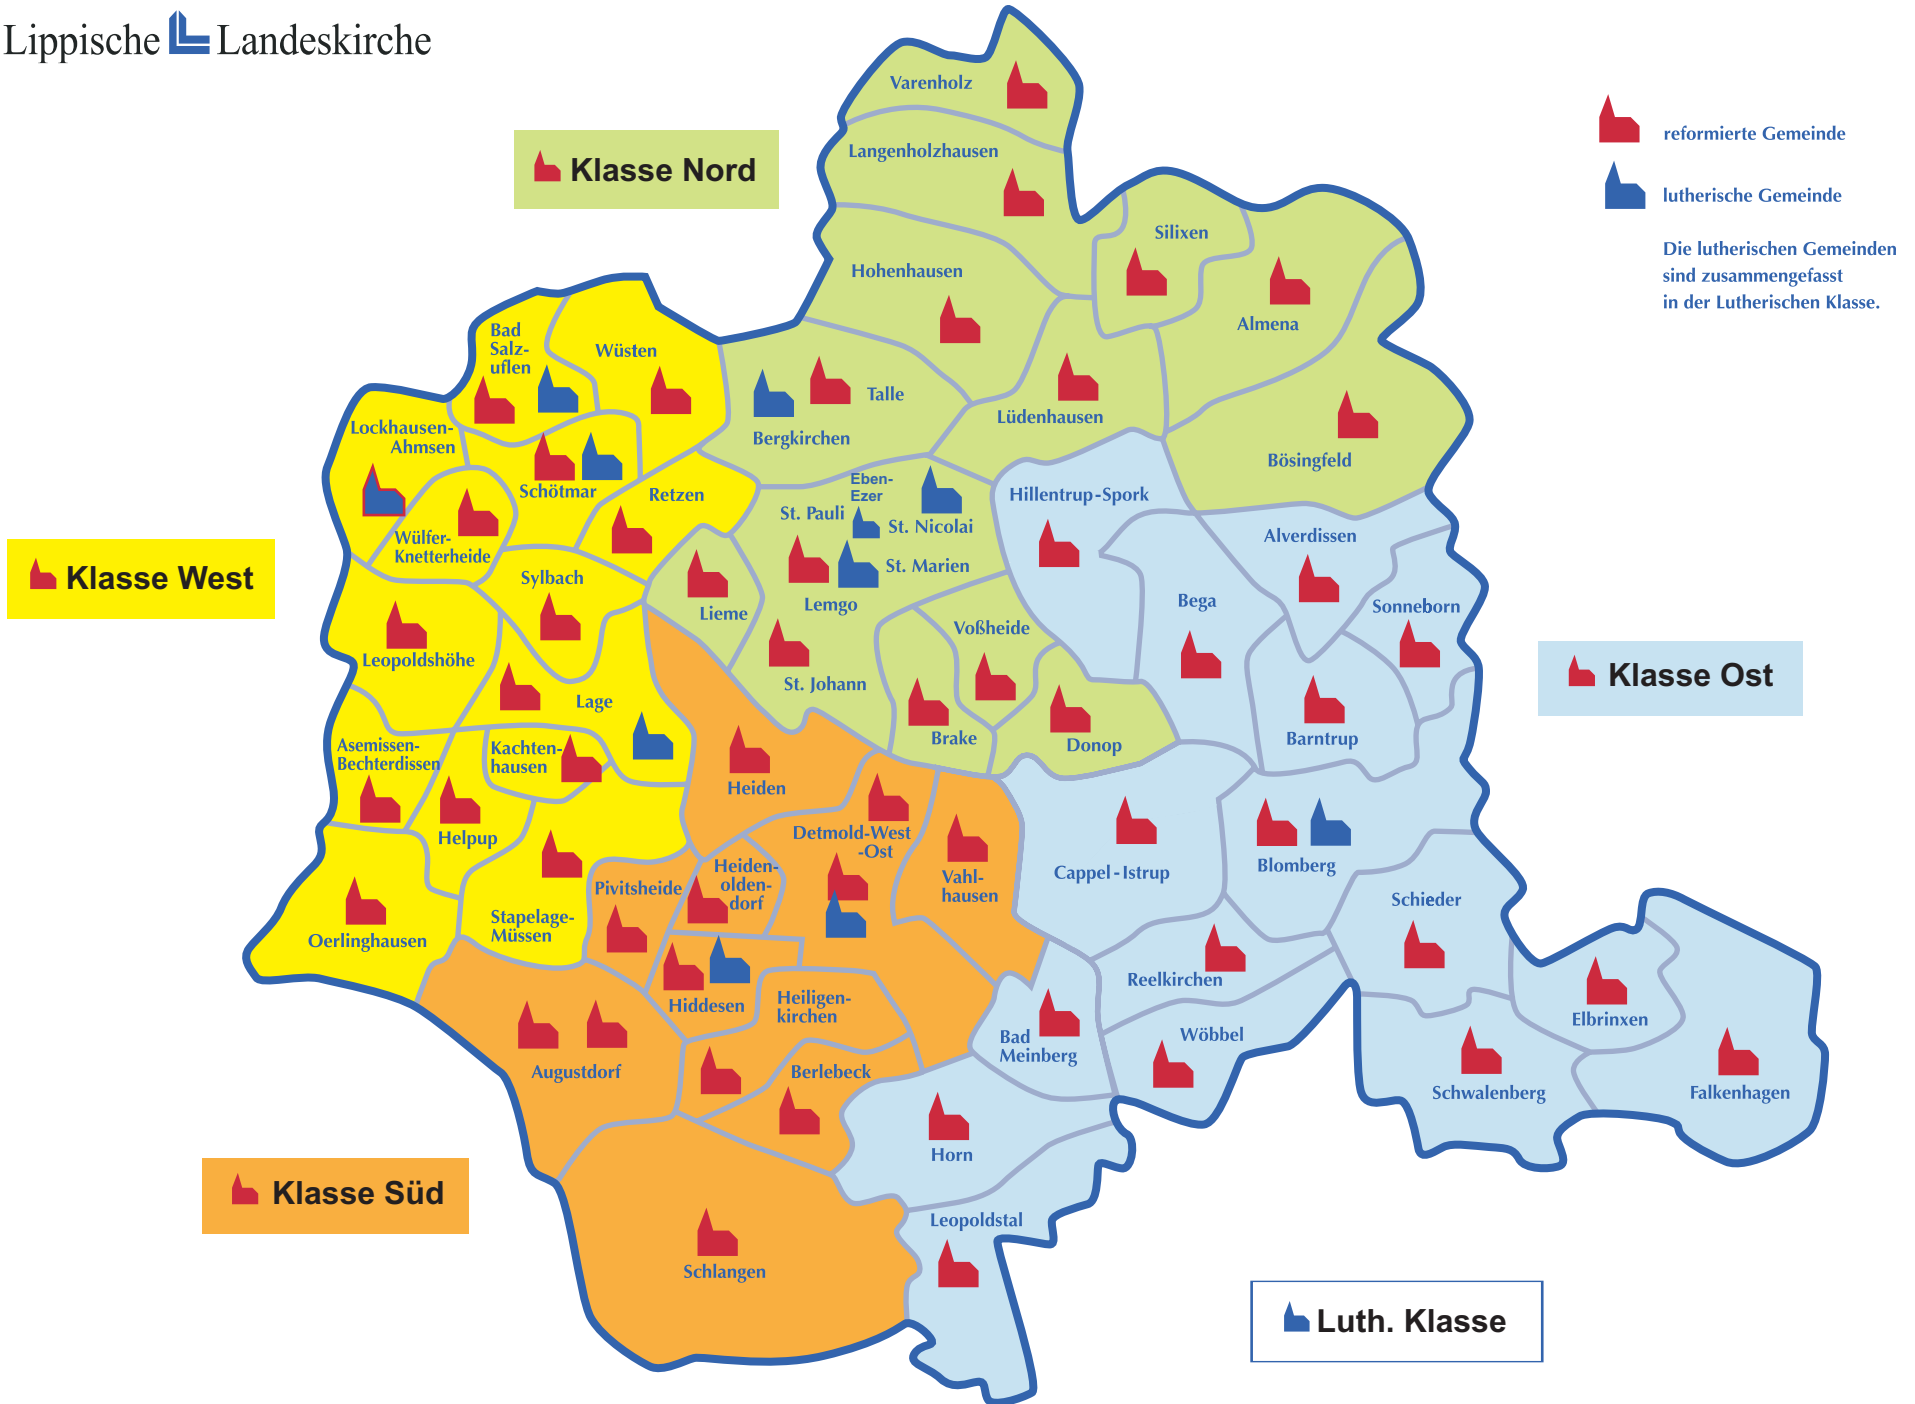 Lippische Landeskirche
Klasse Nord
reformierte Gemeinde
lutherische Gemeinde
Die lutherischen Gemeinden
sind zusammengefasst
in der Lutherischen Klasse.
Varenholz
Langenholzhausen
Silixen
Hohenhausen
Almena
Talle
Bergkirchen
Lüdenhausen
Bösingfeld
Bad
Salz-
uflen
Wüsten
Lockhausen-
Ahmsen
Schötmar
Retzen
Wülfer-
Knetterheide
Sylbach
Eben-
Ezer
St. Pauli
St. Nicolai
St. Marien
Lemgo
Lieme
St. Johann
Voßheide
Brake
Donop
Hillentrup-Spork
Alverdissen
Bega
Sonneborn
Barntrup
Klasse West
Klasse Ost
Leopoldshöhe
Lage
Asemissen-
Bechterdissen
Kachten-
hausen
Helpup
Heiden
Detmold-West
-Ost
Vahl-
hausen
Cappel-Istrup
Blomberg
Oerlinghausen
Stapelage-
Müssen
Pivitsheide
Heiden-
olden-
dorf
Schieder
Hiddesen
Heiligen-
kirchen
Reelkirchen
Elbrinxen
Augustdorf
Berlebeck
Bad
Meinberg
Wöbbel
Schwalenberg
Falkenhagen
Horn
Klasse Süd
Leopoldstal
Schlangen
Luth. Klasse